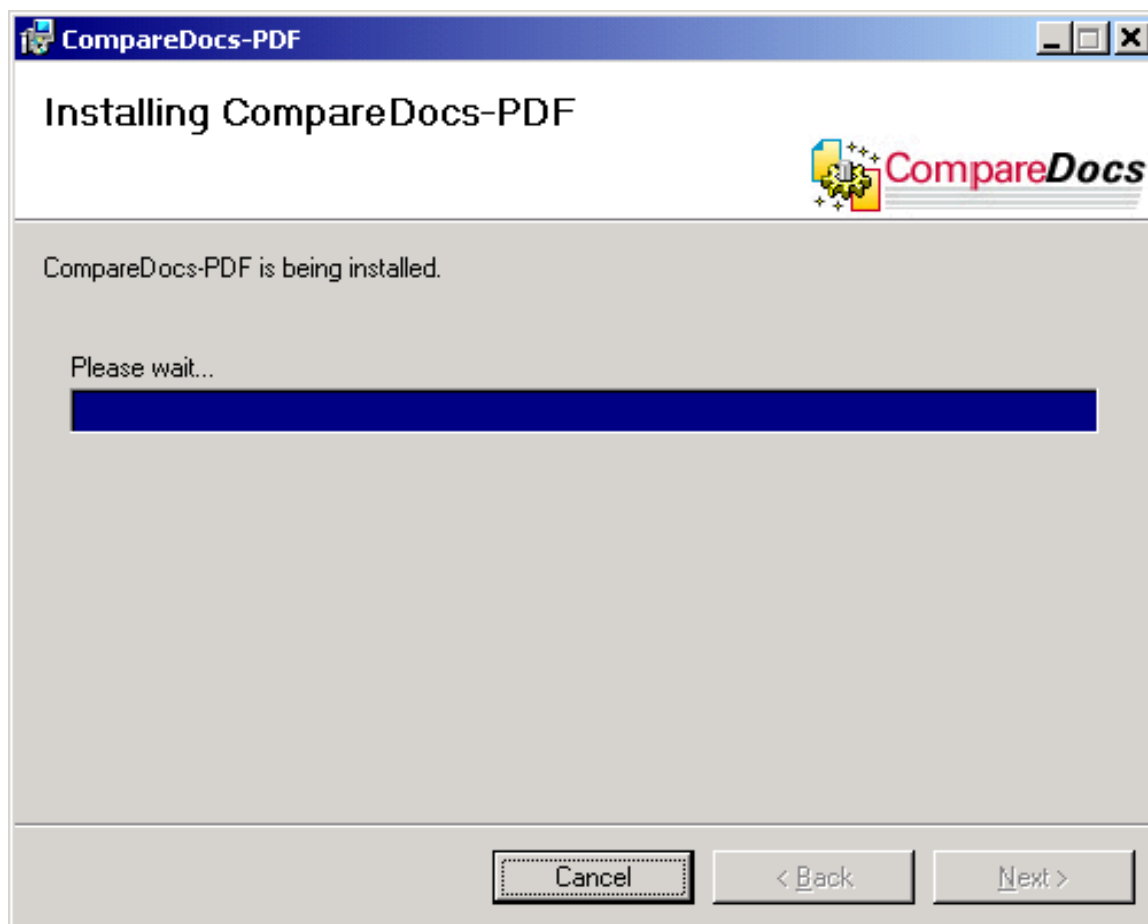 CompareDocs-PDF
Installing CompareDocs-PDF
CompareDocs
CompareDocs-PDF is being installed.
Please wait...
Cancel
< Back
Next >